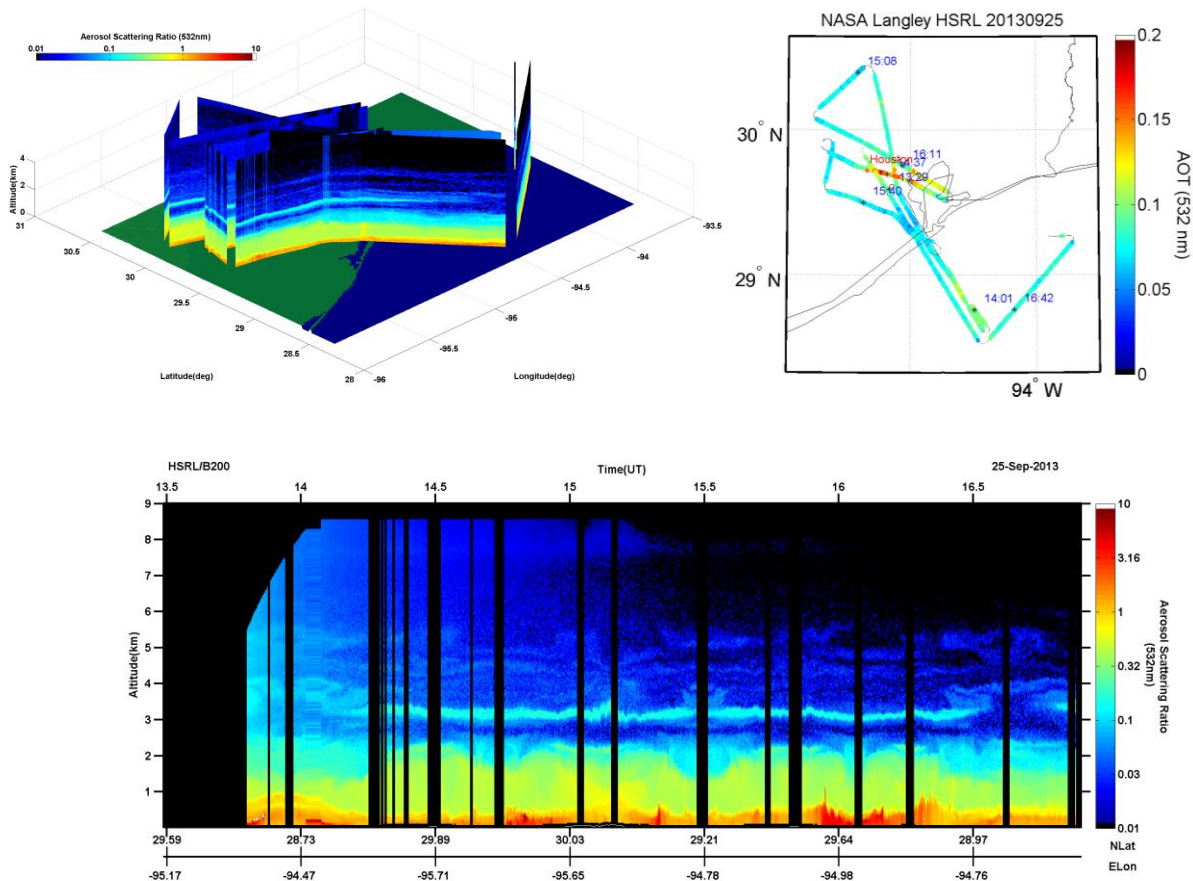 Aerosol Scattering Ratio (532nm)
0.01 0.1 1 10
4
2
0
Altitude(km)
31
30.5
30
29.5
29
28.5
28
Latitude(deg)
-96
-95.5
-95
-94.5
-94
-93.5
Longitude(deg)
NASA Langley HSRL 20130925
15:08
30° N
Houston
16:11
14:37
13:29
15:40
29° N
14:01 16:42
94° W
0.2
0.15
0.1
0.05
0
AOT (532 nm)
HSRL/B200 Time(UT) 25-Sep-2013
13.5 14 14.5 15 15.5 16 16.5
9
8
7
6
5
4
3
2
1
Altitude(km)
10
3.16
1
0.32
0.1
0.03
0.01
Aerosol Scattering Ratio
(532nm)
29.59 28.73 29.89 30.03 29.21 29.64 28.97 NLat
-95.17 -94.47 -95.71 -95.65 -94.78 -94.98 -94.76 ELon